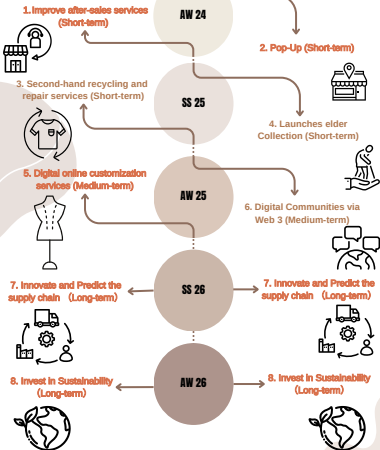 1. Improve after-sales services
(Short-term)
AW 24
2. Pop-Up (Short-term)
3. Second-hand recycling and
repair services (Short-term)
SS 25
4. Launches elder
Collection (Short-term)
5. Digital online customization
services (Medium-term)
AW 25
6. Digital Communities via
Web 3 (Medium-term)
7. Innovate and Predict the
supply chain （Long-term）
SS 26
7. Innovate and Predict the
supply chain （Long-term）
8. Invest in Sustainability
（Long-term）
AW 26
8. Invest in Sustainability
（Long-term）